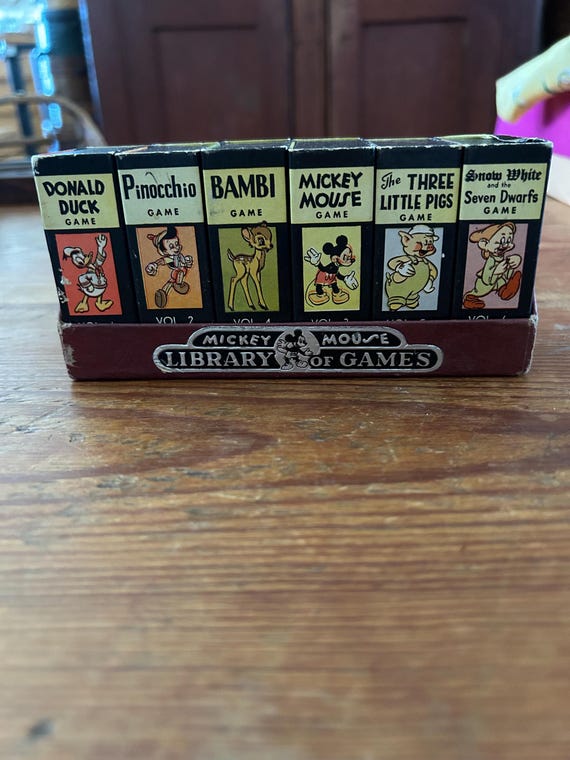 DONALD
DUCK
GAME
Pinocchio
GAME
VOL. 2
BAMBI
GAME
VOL. 4
MICKEY
MOUSE
GAME
VOL. 3
The THREE
LITTLE PIGS
GAME
Snow White
and the
Seven Dwarfs
GAME
MICKEY MOUSE
LIBRARY OF GAMES